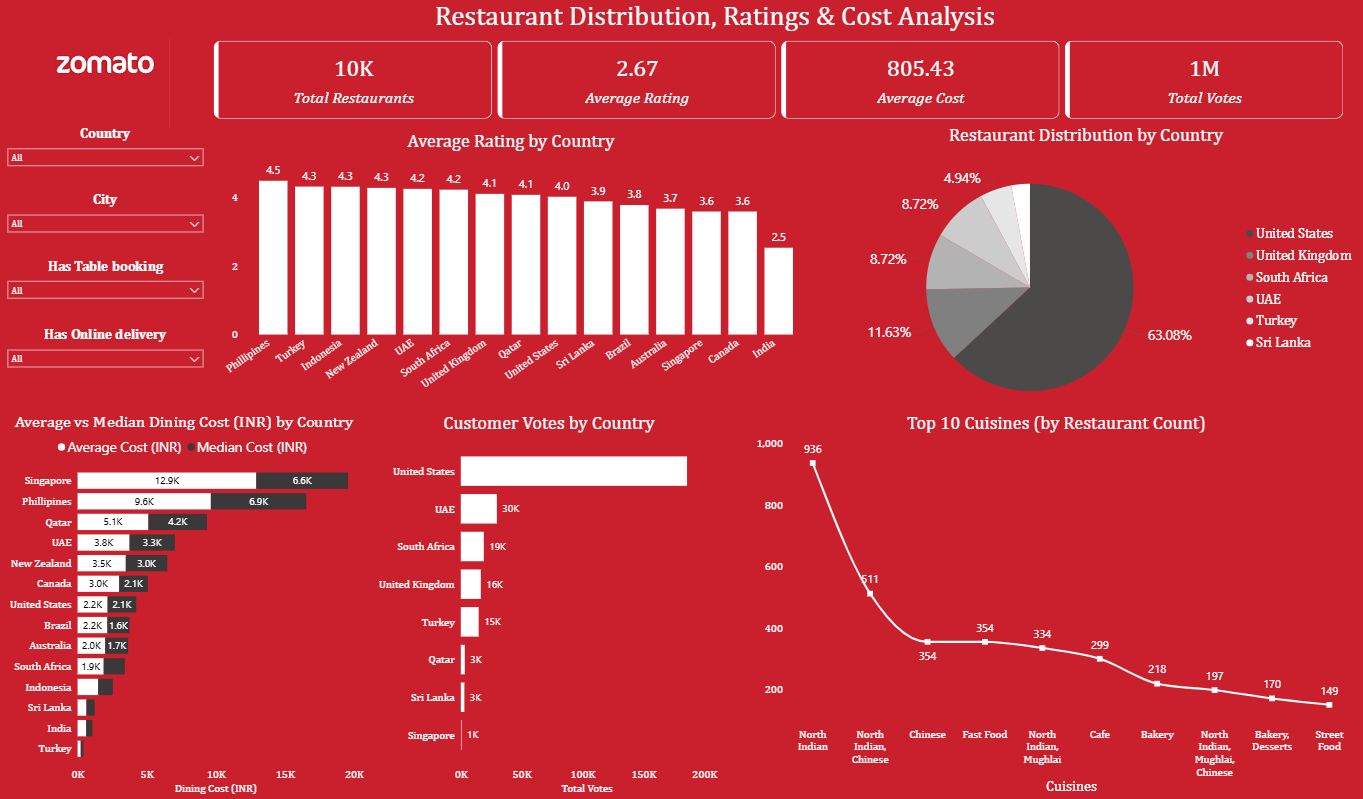 Restaurant Distribution, Ratings & Cost Analysis
zomato
10K
Total Restaurants
2.67
Average Rating
805.43
Average Cost
1M
Total Votes
Country
All
City
All
Has Table booking
All
Has Online delivery
All
Average Rating by Country
4
2
0
4.5
4.3
4.3
4.3
4.2
4.2
4.1
4.1
4.0
3.9
3.8
3.7
3.6
3.6
2.5
Phillipines
Turkey
Indonesia
New Zealand
UAE
South Africa
United Kingdom
Qatar
United States
Sri Lanka
Brazil
Australia
Singapore
Canada
India
Restaurant Distribution by Country
4.94%
8.72%
8.72%
11.63%
63.08%
United States
United Kingdom
South Africa
UAE
Turkey
Sri Lanka
Average vs Median Dining Cost (INR) by Country
Average Cost (INR) Median Cost (INR)
Singapore 12.9K 6.6K
Phillipines 9.6K 6.9K
Qatar 5.1K 4.2K
UAE 3.8K 3.3K
New Zealand 3.5K 3.0K
Canada 3.0K 2.1K
United States 2.2K 2.1K
Brazil 2.2K 1.6K
Australia 2.0K 1.7K
South Africa 1.9K
Indonesia
Sri Lanka
India
Turkey
0K 5K 10K 15K 20K
Dining Cost (INR)
Customer Votes by Country
United States
UAE 30K
South Africa 19K
United Kingdom 16K
Turkey 15K
Qatar 3K
Sri Lanka 3K
Singapore 1K
0K 50K 100K 150K 200K
Total Votes
Top 10 Cuisines (by Restaurant Count)
1,000
800
600
400
200
936
511
354
354
334
299
218
197
170
149
North
Indian
North
Indian,
Chinese
Chinese
Fast Food
North
Indian,
Mughlai
Cafe
Bakery
North
Indian,
Mughlai,
Chinese
Bakery,
Desserts
Street
Food
Cuisines